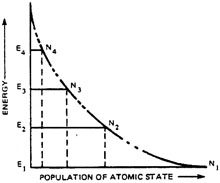 E4
N4
E3
N3
E2
N2
E1
N1
ENERGY
POPULATION OF ATOMIC STATE